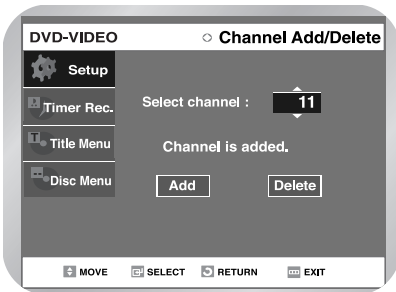 DVD-VIDEO
Channel Add/Delete
Setup
Timer Rec.
Title Menu
Disc Menu
Select channel : 11
Channel is added.
Add Delete
MOVE SELECT RETURN EXIT